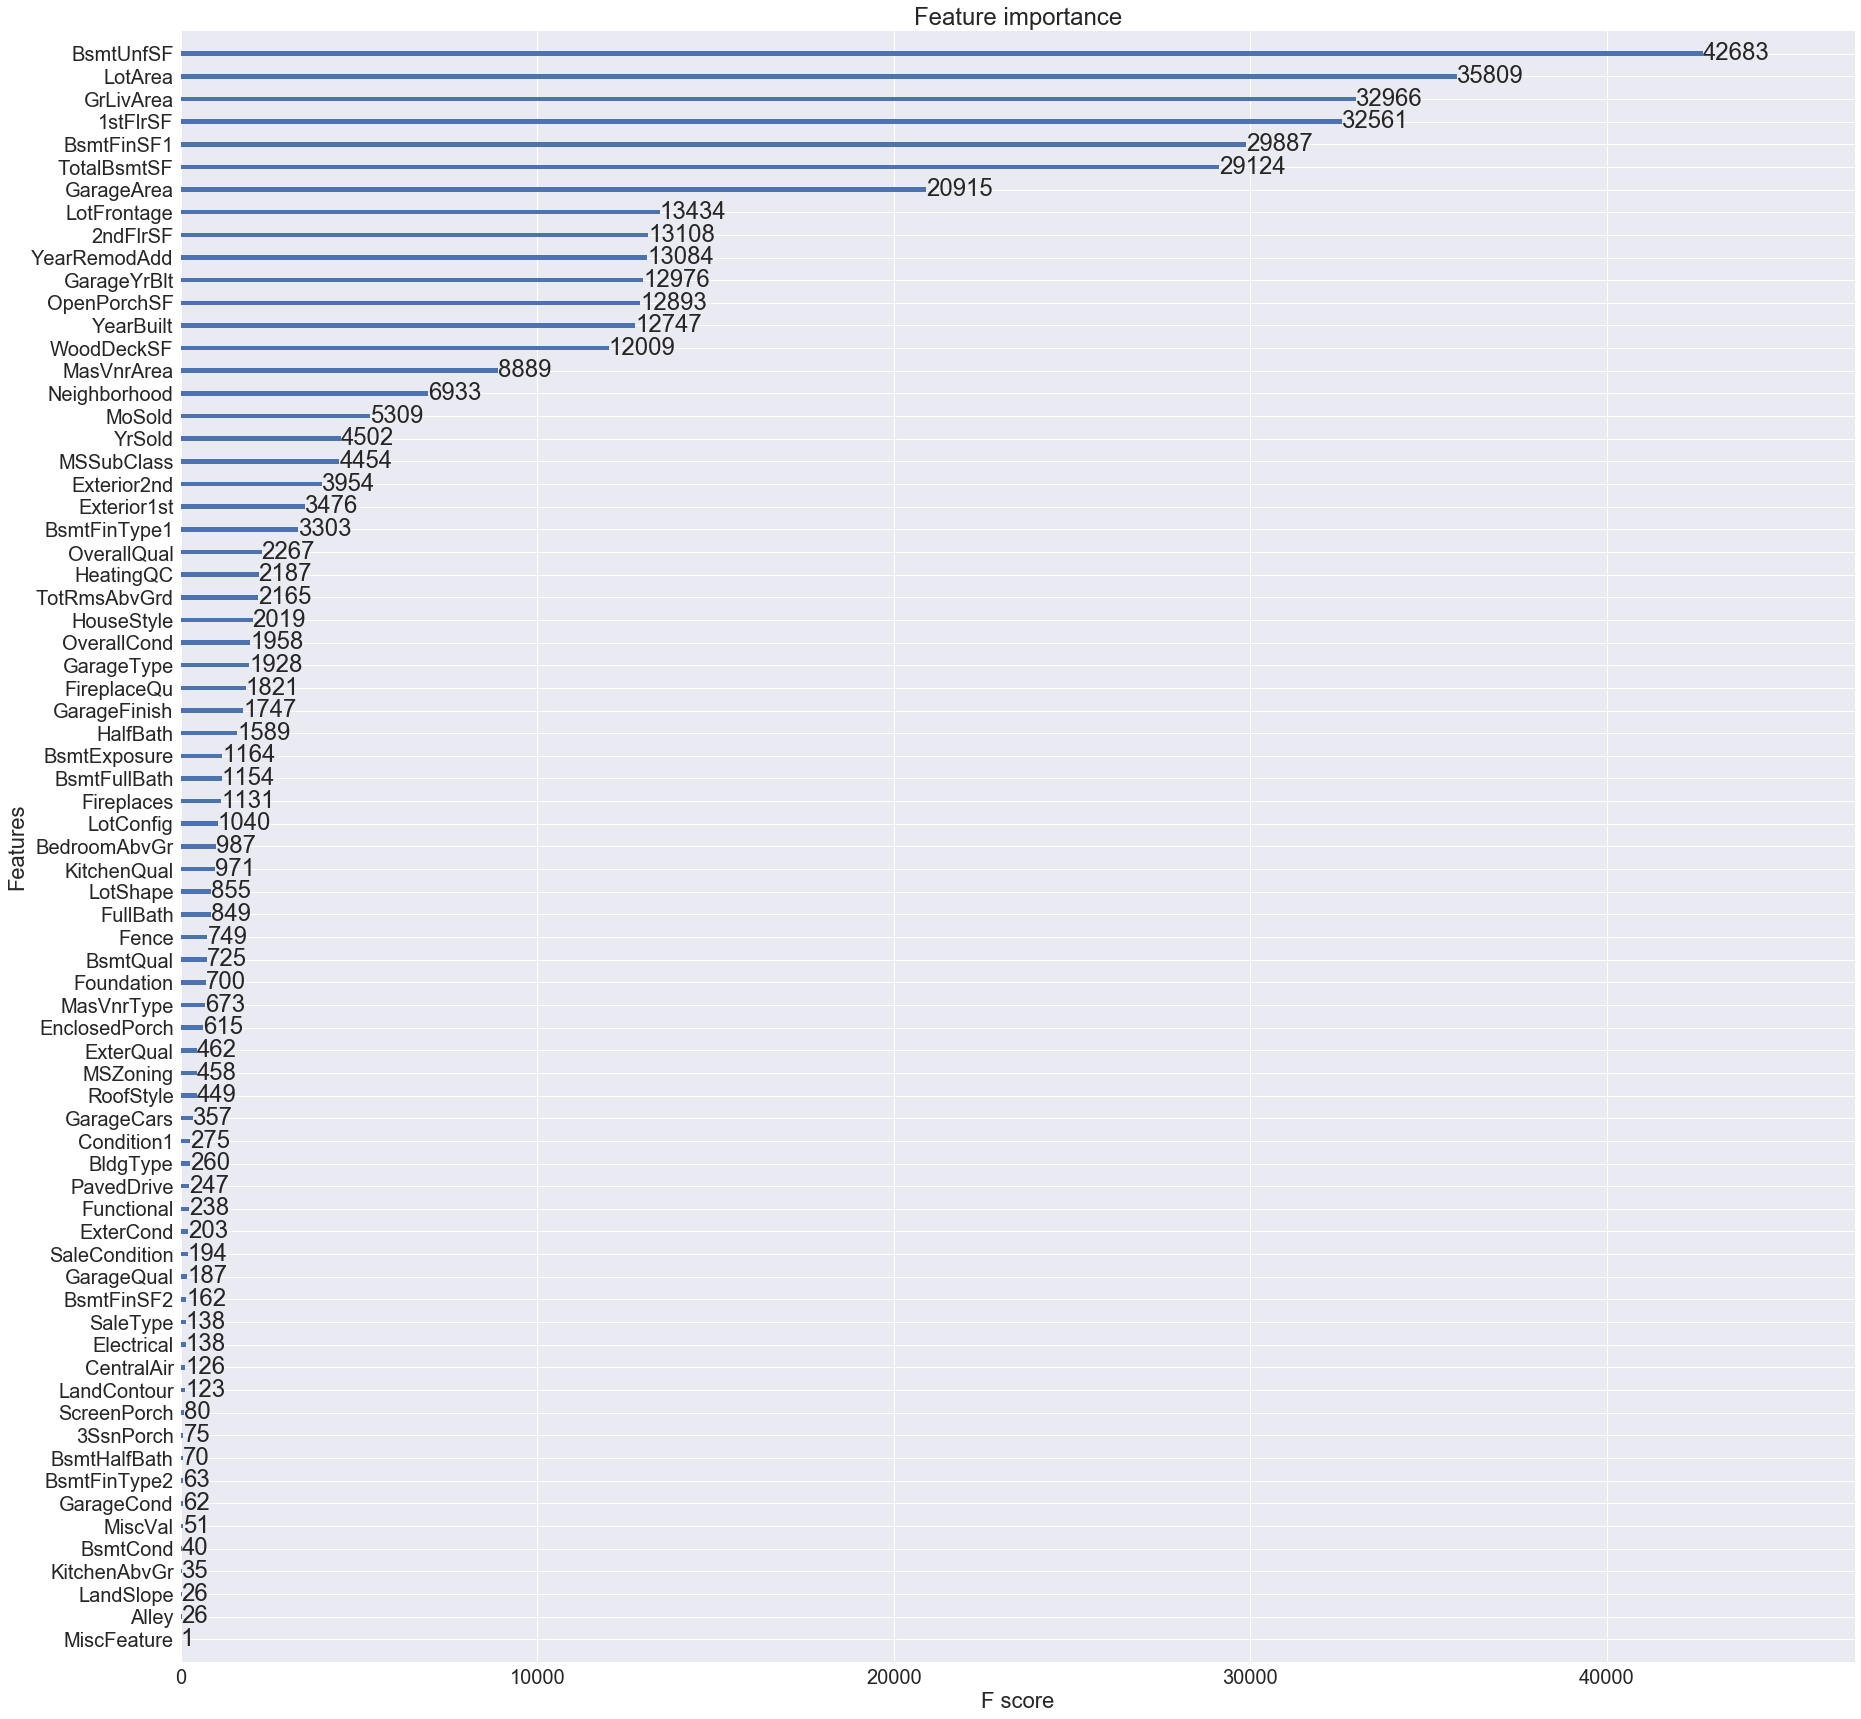 Feature importance
BsmtUnfSF 42683
LotArea 35809
GrLivArea 32966
1stFlrSF 32561
BsmtFinSF1 29887
TotalBsmtSF 29124
GarageArea 20915
LotFrontage 13434
2ndFlrSF 13108
YearRemodAdd 13084
GarageYrBlt 12976
OpenPorchSF 12893
YearBuilt 12747
WoodDeckSF 12009
MasVnrArea 8889
Neighborhood 6933
MoSold 5309
YrSold 4502
MSSubClass 4454
Exterior2nd 3954
Exterior1st 3476
BsmtFinType1 3303
OverallQual 2267
HeatingQC 2187
TotRmsAbvGrd 2165
HouseStyle 2019
OverallCond 1958
GarageType 1928
FireplaceQu 1821
GarageFinish 1747
HalfBath 1589
BsmtExposure 1164
BsmtFullBath 1154
Fireplaces 1131
LotConfig 1040
BedroomAbvGr 987
KitchenQual 971
LotShape 855
FullBath 849
Fence 749
BsmtQual 725
Foundation 700
MasVnrType 673
EnclosedPorch 615
ExterQual 462
MSZoning 458
RoofStyle 449
GarageCars 357
Condition1 275
BldgType 260
PavedDrive 247
Functional 238
ExterCond 203
SaleCondition 194
GarageQual 187
BsmtFinSF2 162
SaleType 138
Electrical 138
CentralAir 126
LandContour 123
ScreenPorch 80
3SsnPorch 75
BsmtHalfBath 70
BsmtFinType2 63
GarageCond 62
MiscVal 51
BsmtCond 40
KitchenAbvGr 35
LandSlope 26
Alley 26
MiscFeature 1
Features
0 10000 20000 30000 40000
F score